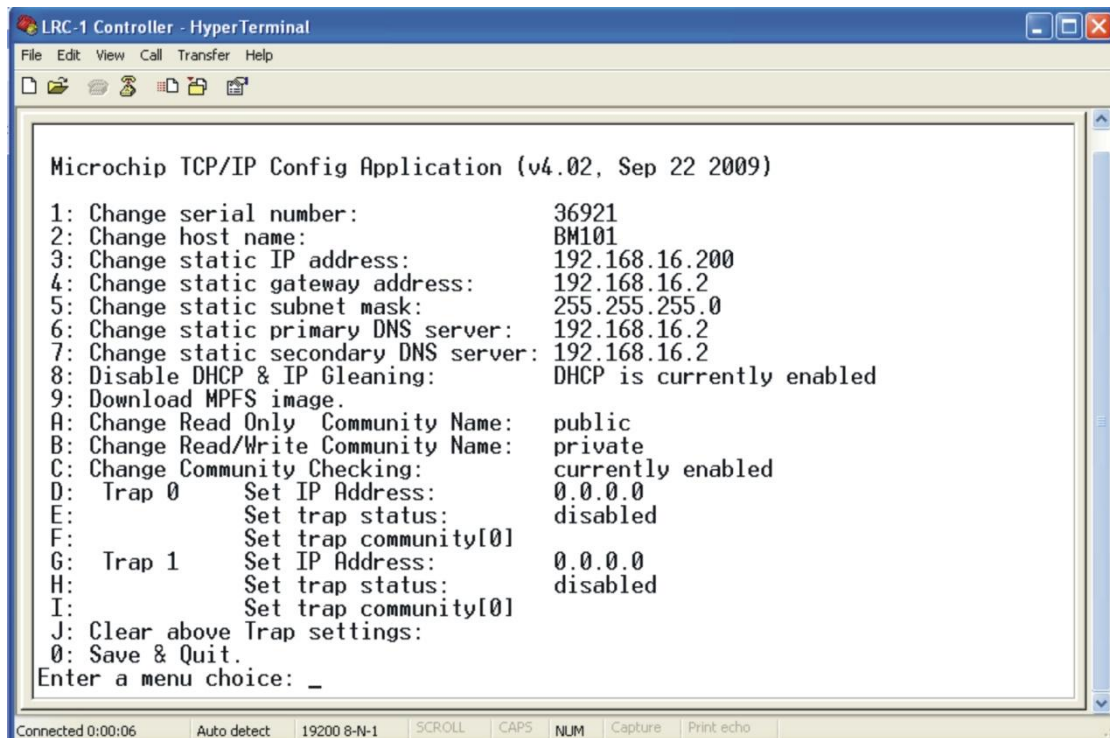 LRC-1 Controller - HyperTerminal
File Edit View Call Transfer Help
Microchip TCP/IP Config Application (v4.02, Sep 22 2009)
1: Change serial number: 36921
2: Change host name: BM101
3: Change static IP address: 192.168.16.200
4: Change static gateway address: 192.168.16.2
5: Change static subnet mask: 255.255.255.0
6: Change static primary DNS server: 192.168.16.2
7: Change static secondary DNS server: 192.168.16.2
8: Disable DHCP & IP Gleaning: DHCP is currently enabled
9: Download MPFS image.
A: Change Read Only Community Name: public
B: Change Read/Write Community Name: private
C: Change Community Checking: currently enabled
D: Trap 0 Set IP Address: 0.0.0.0
E: Set trap status: disabled
F: Set trap community[0]
G: Trap 1 Set IP Address: 0.0.0.0
H: Set trap status: disabled
I: Set trap community[0]
J: Clear above Trap settings:
0: Save & Quit.
Enter a menu choice: _
Connected 0:00:06 Auto detect 19200 8-N-1 SCROLL CAPS NUM Capture Print echo